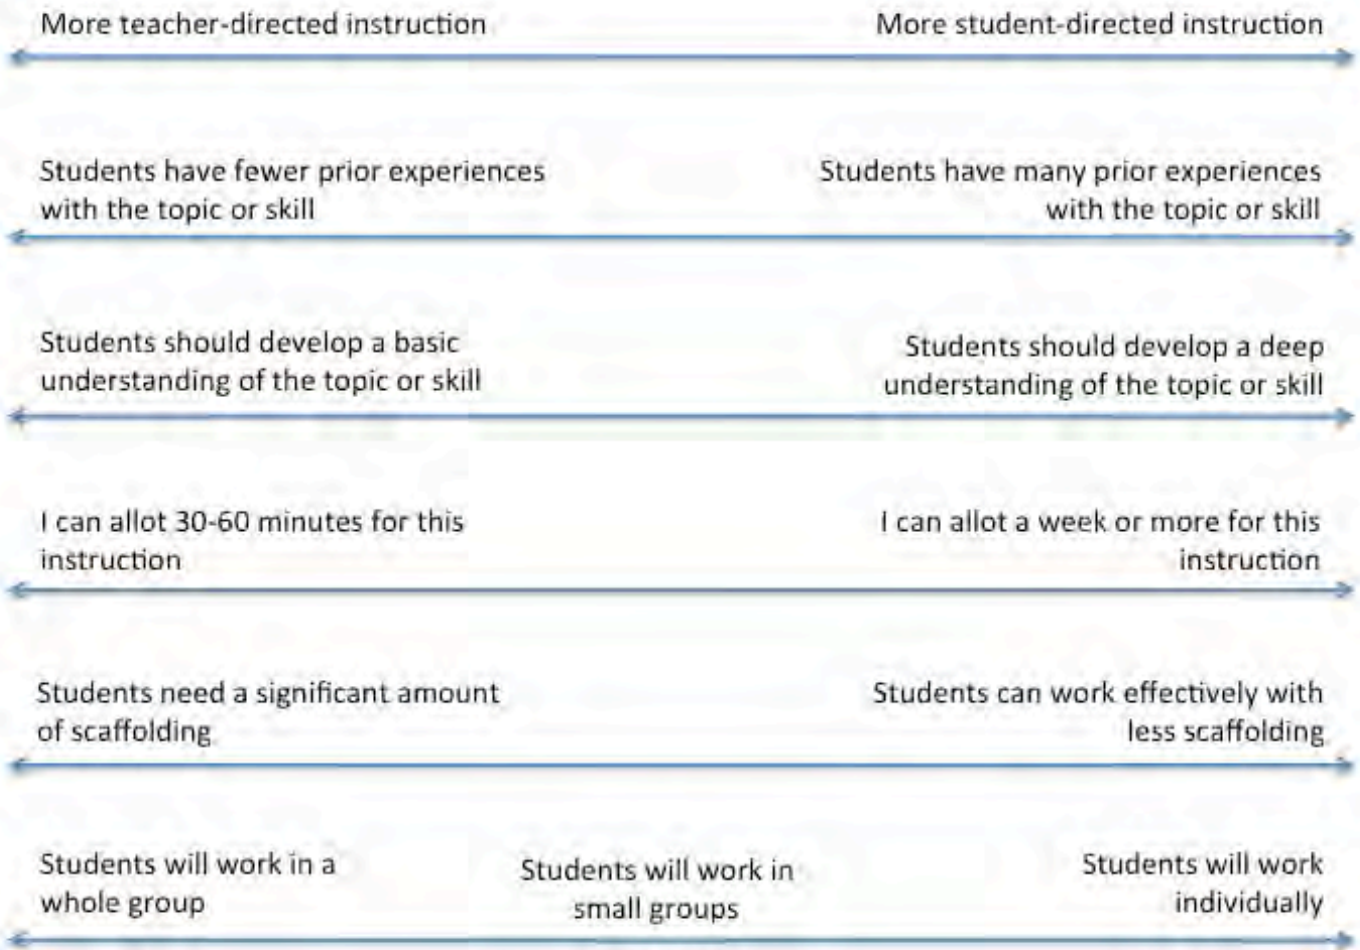 More teacher-directed instruction
More student-directed instruction
Students have fewer prior experiences
with the topic or skill
Students have many prior experiences
with the topic or skill
Students should develop a basic
understanding of the topic or skill
Students should develop a deep
understanding of the topic or skill
I can allot 30-60 minutes for this
instruction
I can allot a week or more for this
instruction
Students need a significant amount
of scaffolding
Students can work effectively with
less scaffolding
Students will work in a
whole group
Students will work in
small groups
Students will work
individually